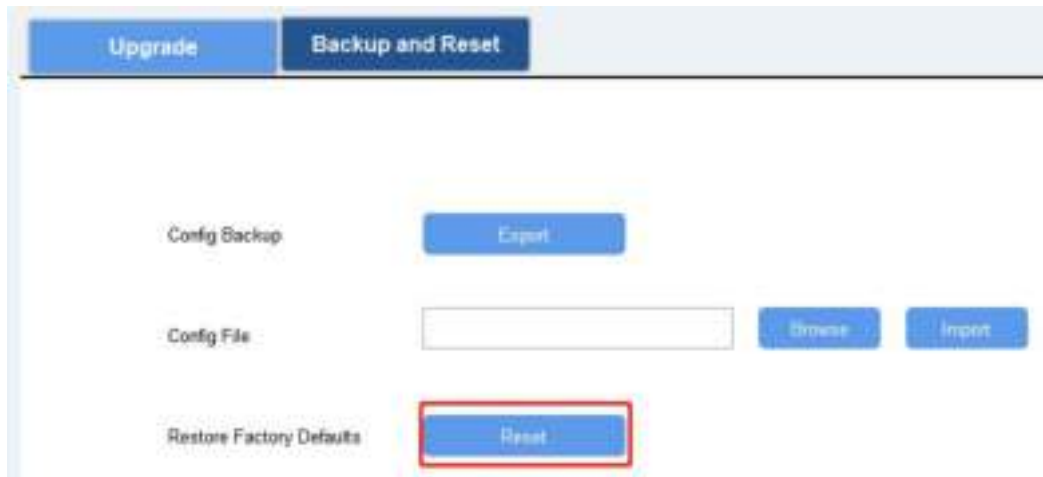 Upgrade Backup and Reset
Config Backup Export
Config File Browse Import
Restore Factory Defaults Reset